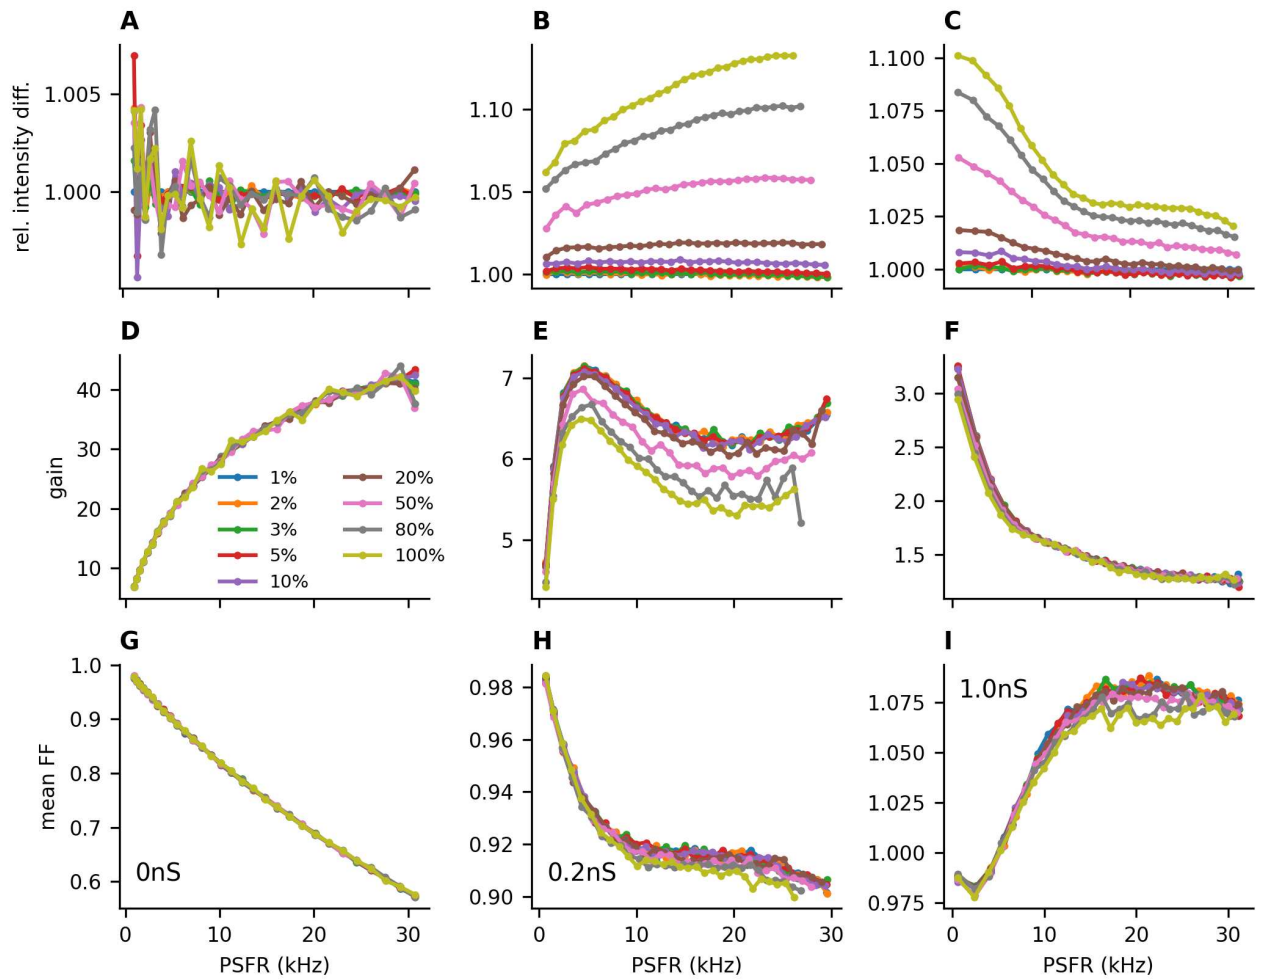 A
B
C
rel. intensity diff.
1.005
1.000
1.10
1.05
1.00
1.100
1.075
1.050
1.025
1.000
D
E
F
gain
40
30
20
10
1%
2%
3%
5%
10%
20%
50%
80%
100%
7
6
5
3.0
2.5
2.0
1.5
G
H
I
mean FF
1.0
0.9
0.8
0.7
0.6
0nS
0 10 20 30
PSFR (kHz)
0.98
0.96
0.94
0.92
0.90
0.2nS
0 10 20 30
PSFR (kHz)
1.0nS
1.075
1.050
1.025
1.000
0.975
0 10 20 30
PSFR (kHz)